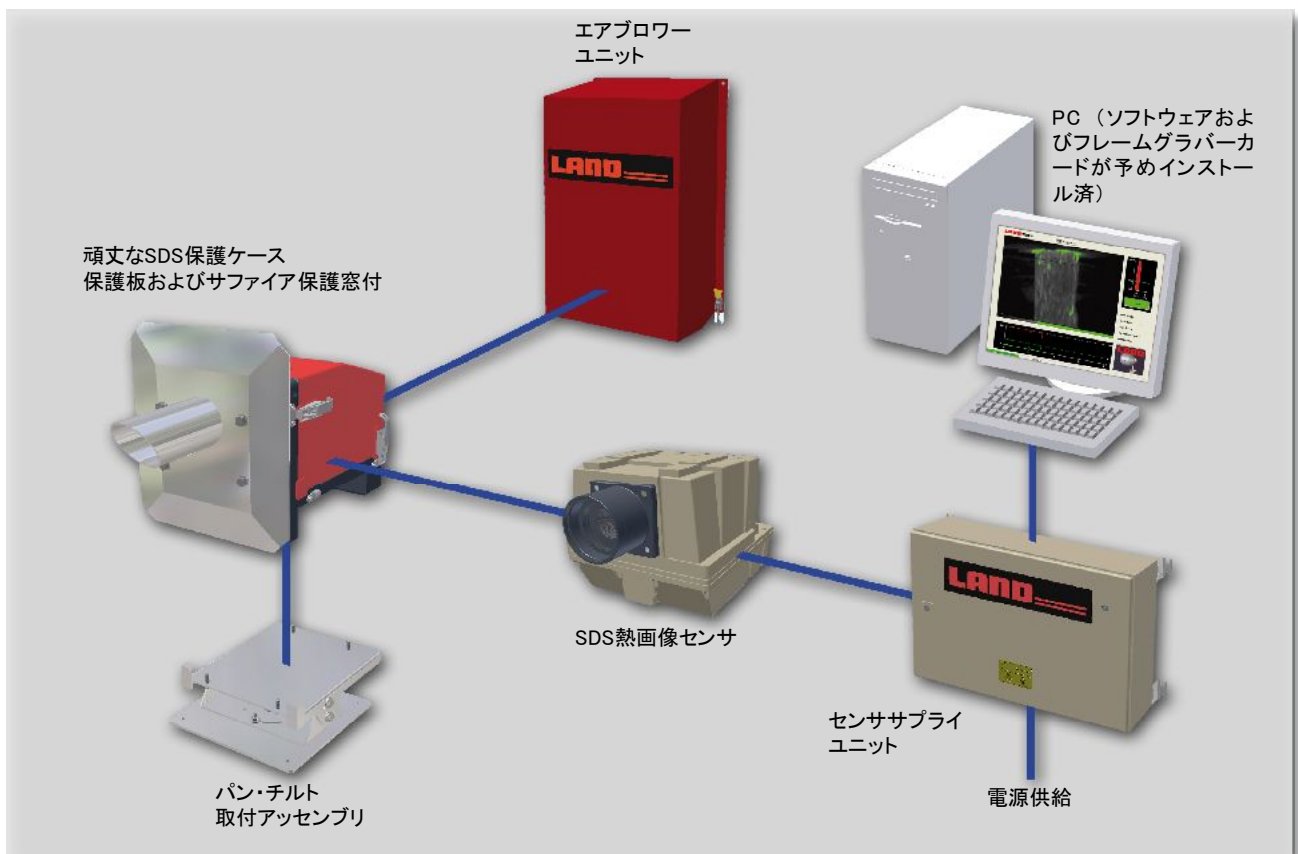 エアブロワー
ユニット
LAND
PC （ソフトウェアおよ
びフレームグラバーカ
ードが予めインストー
ル済）
頑丈なSDS保護ケース
保護板およびサファイア保護窓付
LAND
SDS熱画像センサ
センササプライ
ユニット
パン・チルト
取付アッセンブリ
電源供給